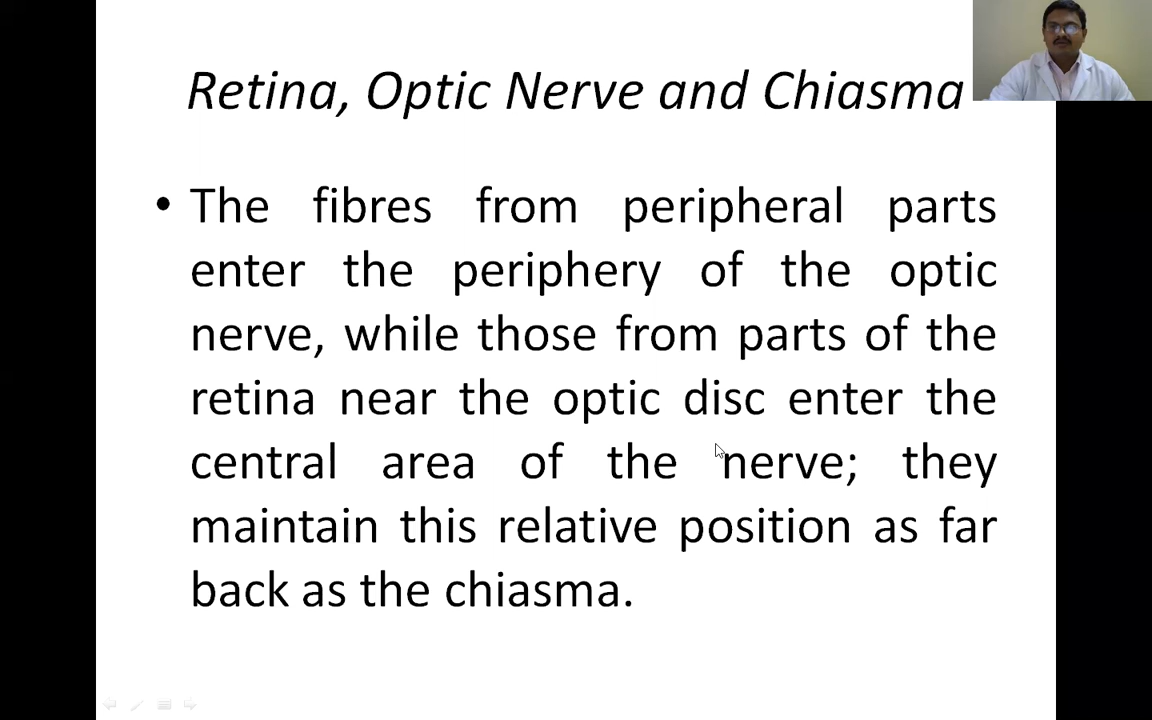 Retina, Optic Nerve and Chiasma
• The fibres from peripheral parts
enter the periphery of the optic
nerve, while those from parts of the
retina near the optic disc enter the
central area of the nerve; they
maintain this relative position as far
back as the chiasma.